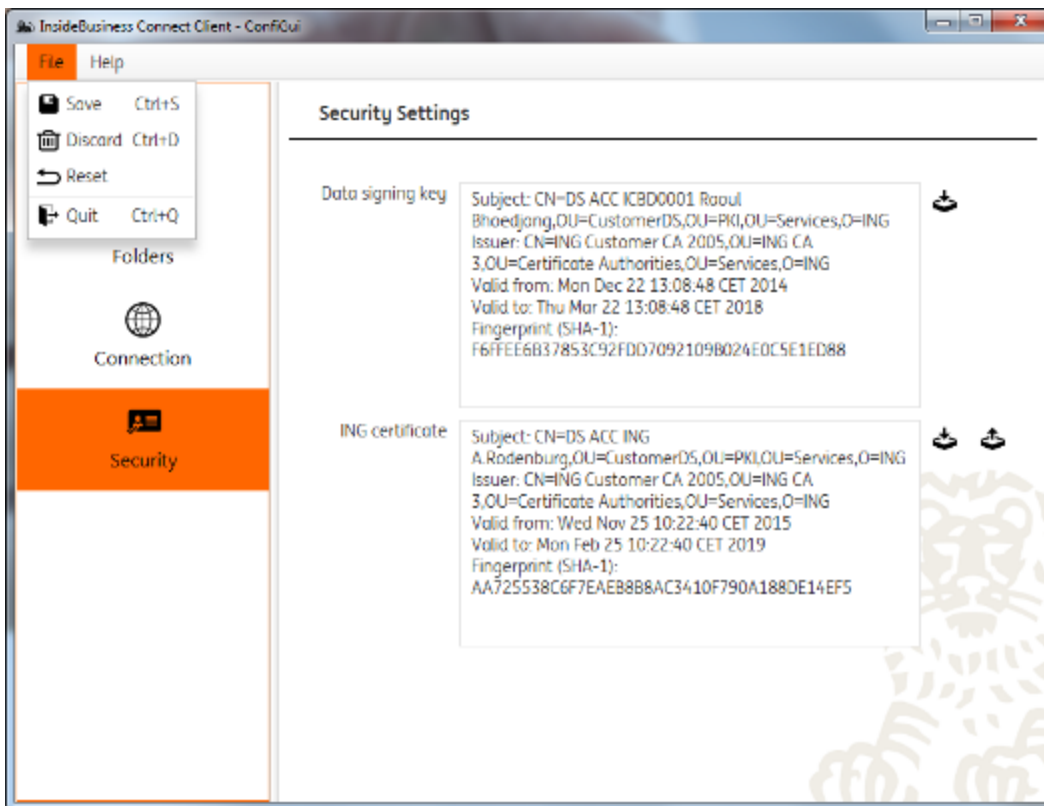 InsideBusiness Connect Client - ConfiGui
File Help
Save Ctrl+S
Discard Ctrl+D
Reset
Quit Ctrl+Q
Folders
Connection
Security
Security Settings
Data signing key
Subject: CN=DS ACC ICBD0001 Raoul
Bhoedjang,OU=CustomerDS,OU=PKI,OU=Services,O=ING
Issuer: CN=ING Customer CA 2005,OU=ING CA
3,OU=Certificate Authorities,OU=Services,O=ING
Valid from: Mon Dec 22 13:08:48 CET 2014
Valid to: Thu Mar 22 13:08:48 CET 2018
Fingerprint (SHA-1):
F6FFEE6B37853C92FDD7092109B024E0C5E1ED88
ING certificate
Subject: CN=DS ACC ING
A.Rodenburg,OU=CustomerDS,OU=PKI,OU=Services,O=ING
Issuer: CN=ING Customer CA 2005,OU=ING CA
3,OU=Certificate Authorities,OU=Services,O=ING
Valid from: Wed Nov 25 10:22:40 CET 2015
Valid to: Mon Feb 25 10:22:40 CET 2019
Fingerprint (SHA-1):
AA725538C6F7EAEB8B8AC3410F790A188DE14EF5